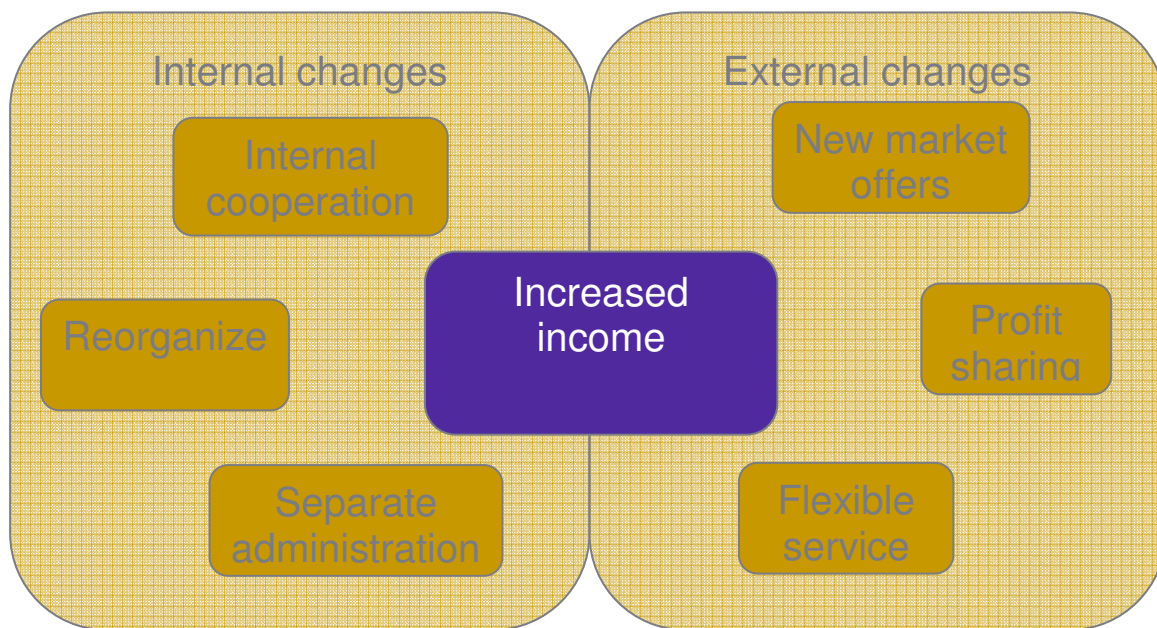 Internal changes
External changes
Internal
cooperation
New market
offers
Increased
income
Reorganize
Profit
sharing
Separate
administration
Flexible
service